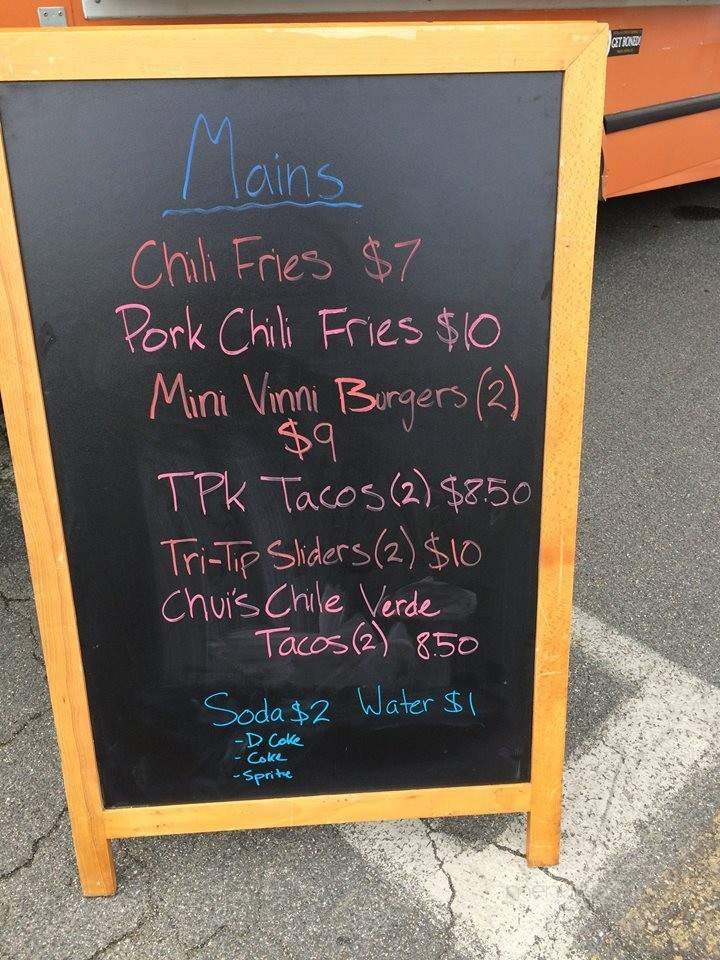 GET BONED!
Mains
Chili Fries $7
Pork Chili Fries $10
Mini Vinni Burgers (2)
$9
TPK Tacos (2) $8.50
Tri-Tip Sliders (2) $10
Chui's Chile Verde
Tacos (2) 8.50
Soda $2 Water $1
- D Coke
- Coke
- Sprite